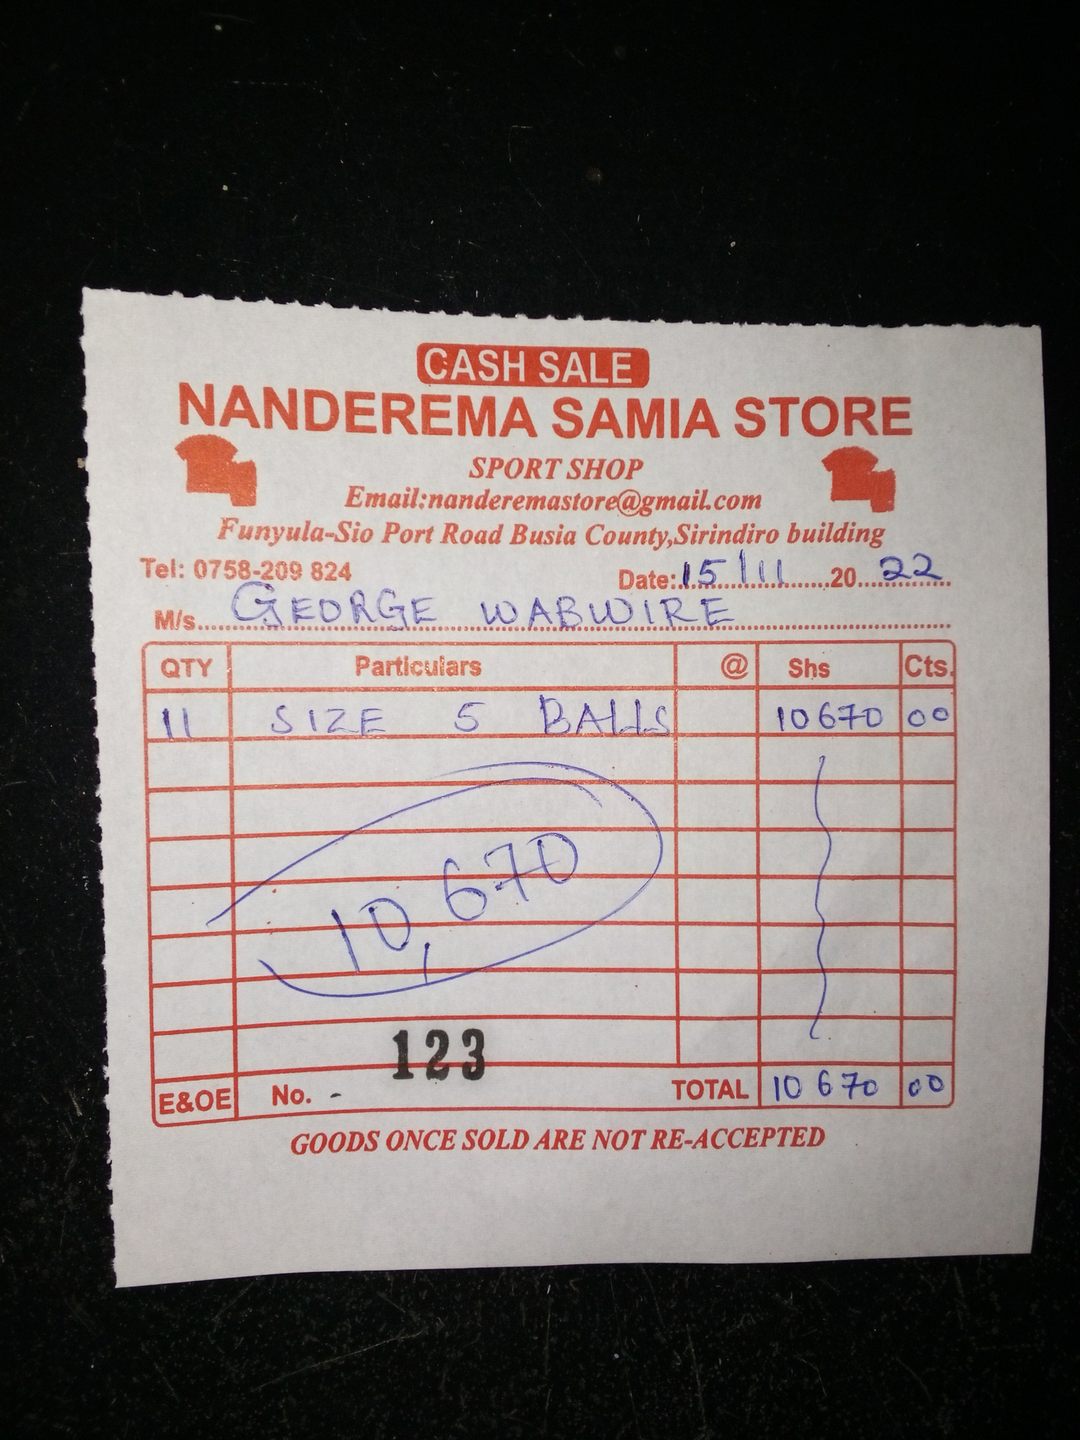 CASH SALE
NANDEREMA SAMIA STORE
SPORT SHOP
Email:nanderemastore@gmail.com
Funyula-Sio Port Road Busia County,Sirindiro building
Tel: 0758-209 824 Date: 15/11 20 22
M/s GEORGE WABWIRE
QTY Particulars @ Shs Cts.
11 SIZE 5 BALLS 10670 00
10,670
123
E&OE No. - TOTAL 10 670 00
GOODS ONCE SOLD ARE NOT RE-ACCEPTED